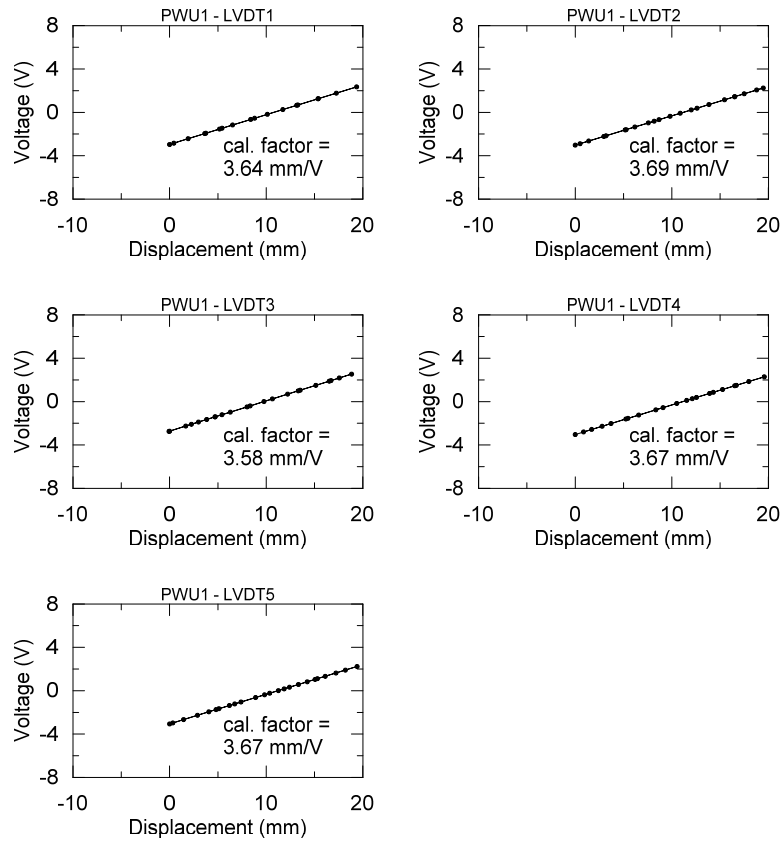 PWU1 - LVDT1
8
4
0
-4
-8
Voltage (V)
cal. factor =
3.64 mm/V
-10 0 10 20
Displacement (mm)
PWU1 - LVDT2
8
4
0
-4
-8
Voltage (V)
cal. factor =
3.69 mm/V
-10 0 10 20
Displacement (mm)
PWU1 - LVDT3
8
4
0
-4
-8
Voltage (V)
cal. factor =
3.58 mm/V
-10 0 10 20
Displacement (mm)
PWU1 - LVDT4
8
4
0
-4
-8
Voltage (V)
cal. factor =
3.67 mm/V
-10 0 10 20
Displacement (mm)
PWU1 - LVDT5
8
4
0
-4
-8
Voltage (V)
cal. factor =
3.67 mm/V
-10 0 10 20
Displacement (mm)